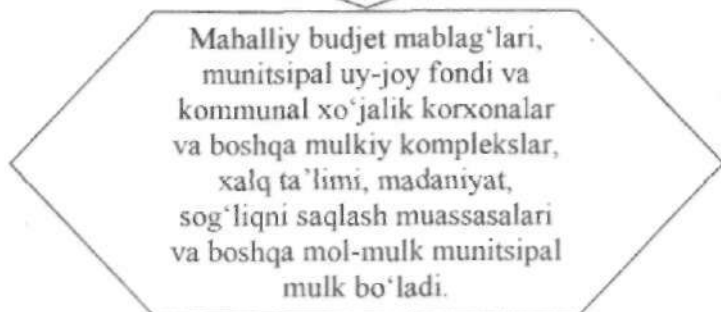 Mahalliy budjet mablag‘lari,
munitsipal uy-joy fondi va
kommunal xo‘jalik korxonalar
va boshqa mulkiy komplekslar,
xalq ta’limi, madaniyat,
sog‘liqni saqlash muassasalari
va boshqa mol-mulk munitsipal
mulk bo‘ladi.